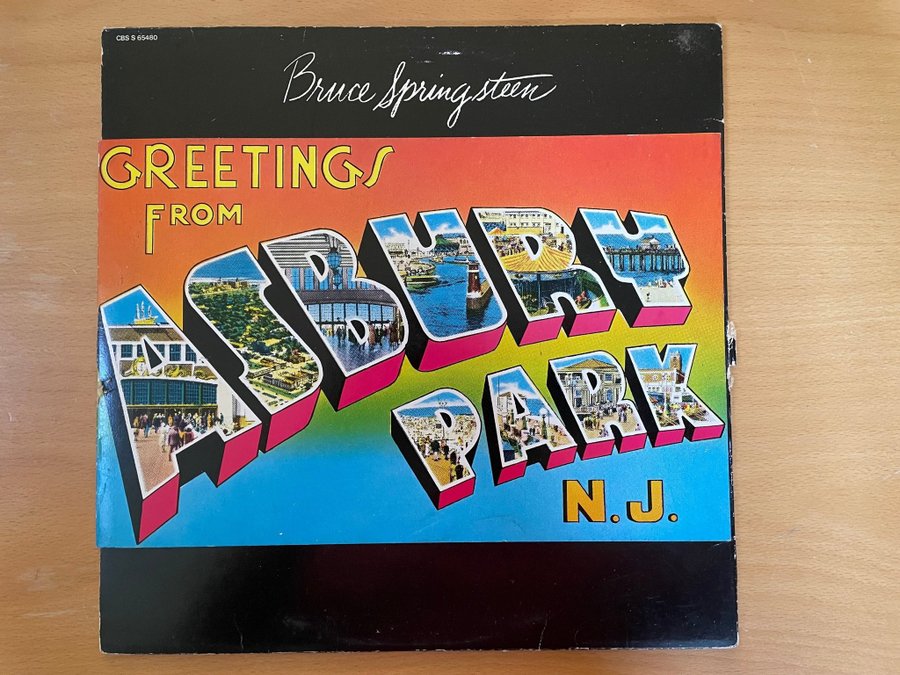 CBS S 65480
Bruce Springsteen
GREETINGS
FROM
ASBURY
PARK
N.J.